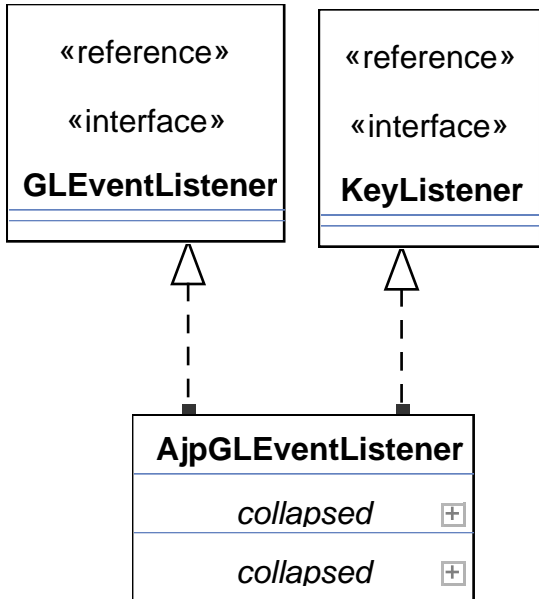 «reference»
«interface»
GLEventListener
«reference»
«interface»
KeyListener
AjpGLEventListener
collapsed
collapsed